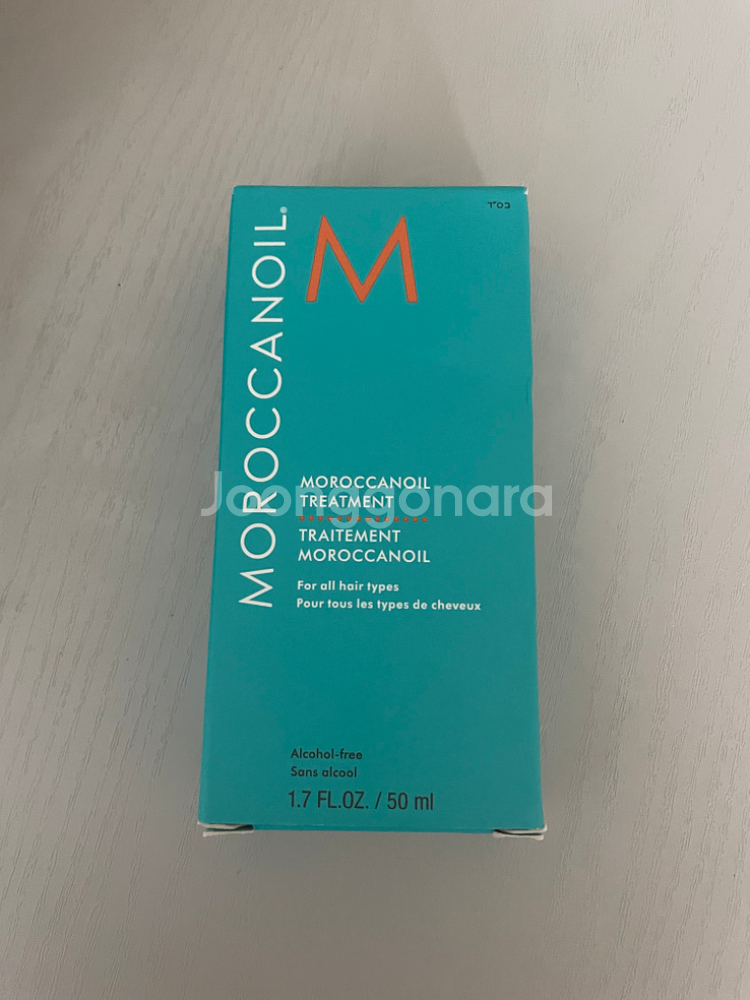 בס"ד
M
MOROCCANOIL®
MOROCCANOIL
TREATMENT
TRAITEMENT
MOROCCANOIL
For all hair types
Pour tous les types de cheveux
Alcohol-free
Sans alcool
1.7 FL.OZ. / 50 ml
Joonggonara